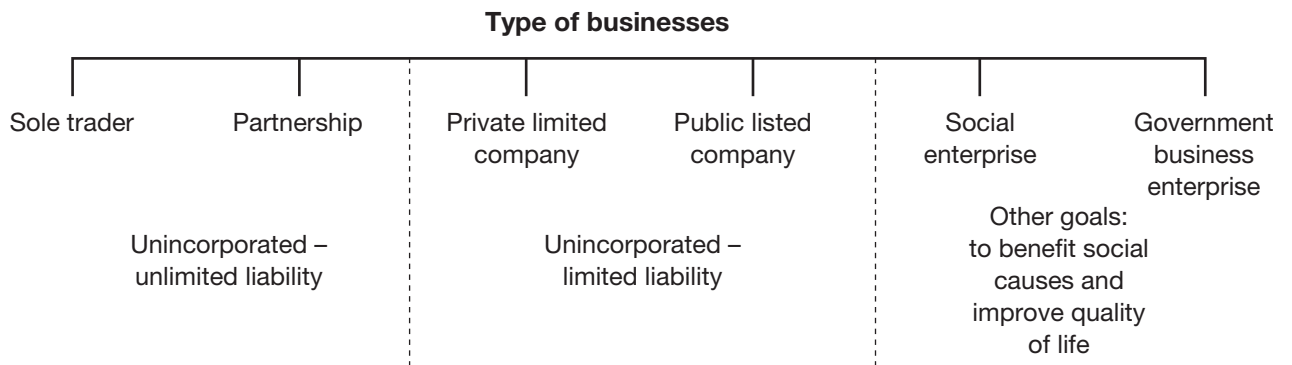 Type of businesses
Sole trader
Partnership
Private limited
company
Public listed
company
Social
enterprise
Government
business
enterprise
Unincorporated –
unlimited liability
Unincorporated –
limited liability
Other goals:
to benefit social
causes and
improve quality
of life